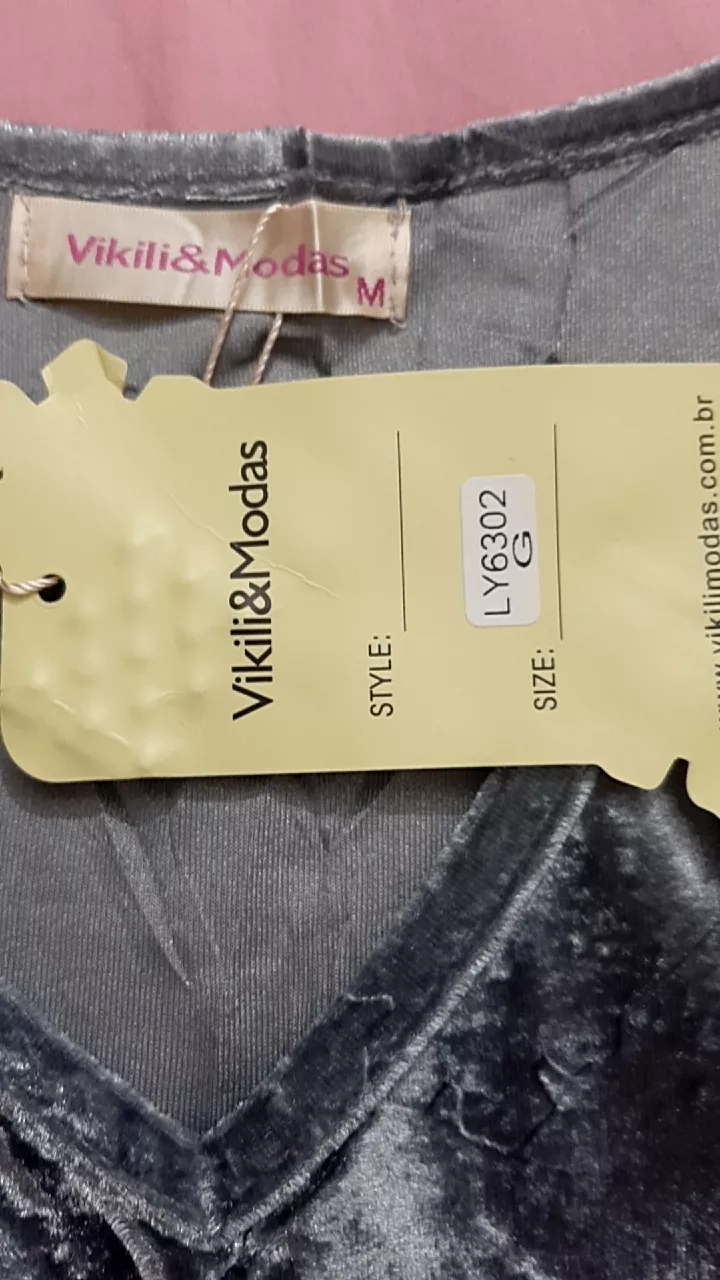 Vikili&Modas
M
Vikili&Modas
STYLE:
LY6302
G
SIZE:
www.vikilimodas.com.br